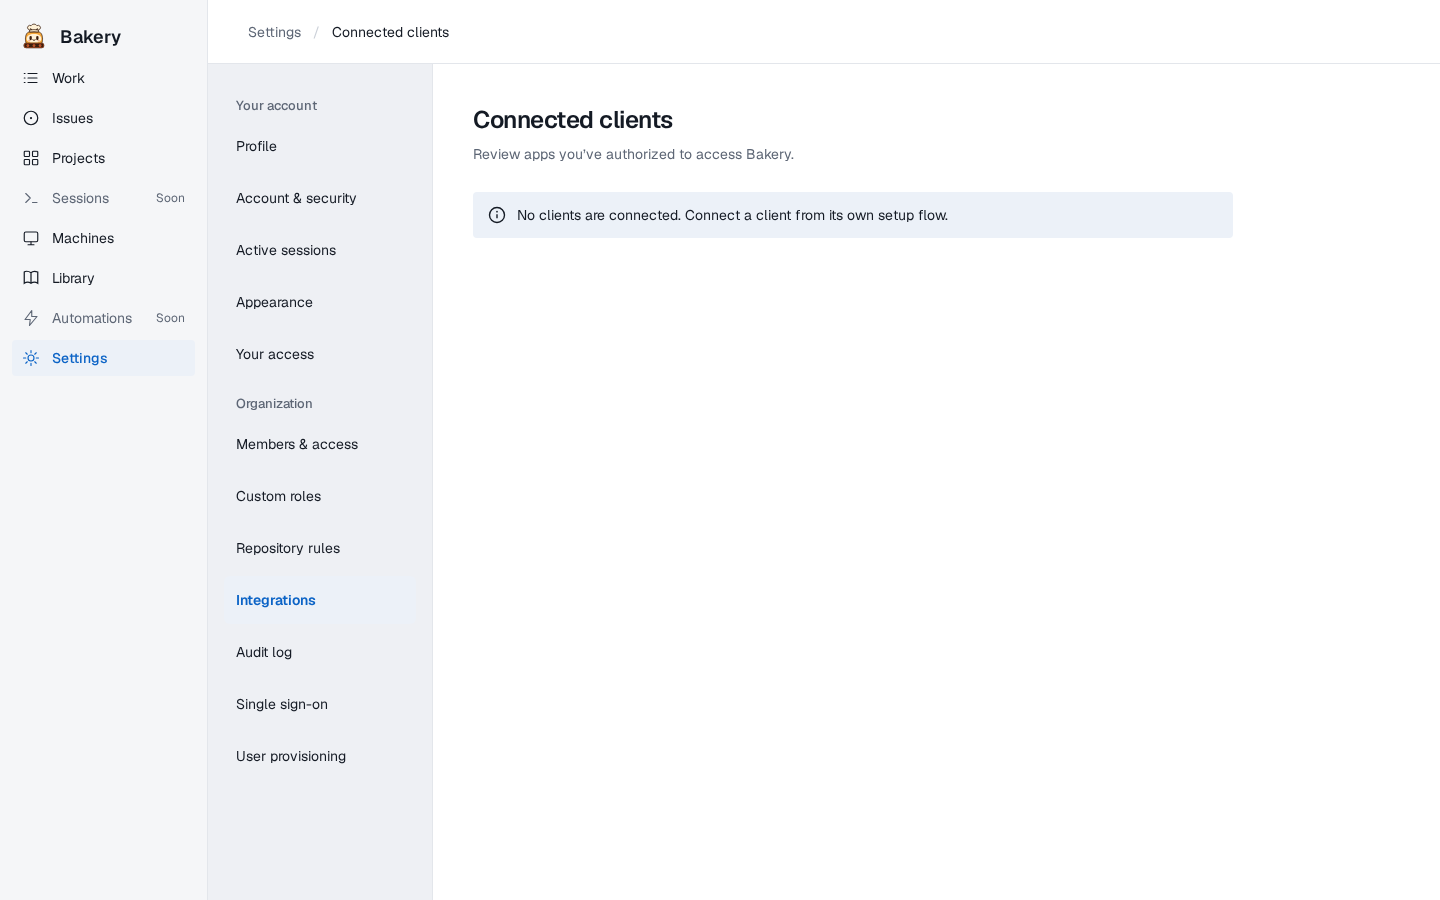 Bakery
Work
Issues
Projects
Sessions Soon
Machines
Library
Automations Soon
Settings
Settings / Connected clients
Your account
Profile
Account & security
Active sessions
Appearance
Your access
Organization
Members & access
Custom roles
Repository rules
Integrations
Audit log
Single sign-on
User provisioning
Connected clients
Review apps you've authorized to access Bakery.
No clients are connected. Connect a client from its own setup flow.